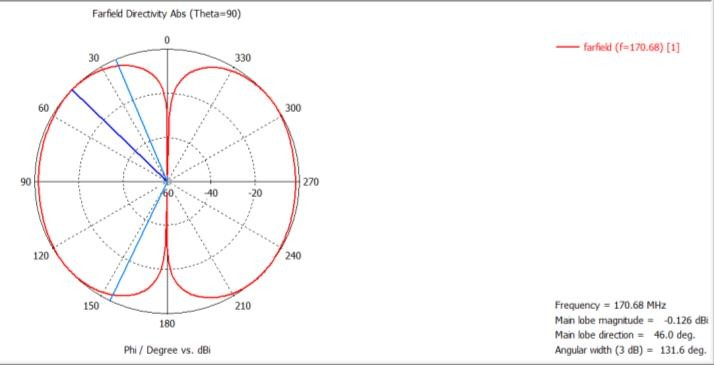 Farfield Directivity Abs (Theta=90)
farfield (f=170.68) [1]
0
30
330
60
300
90
-60
-40
-20
270
120
240
150
210
180
Phi / Degree vs. dBi
Frequency = 170.68 MHz
Main lobe magnitude = -0.126 dBi
Main lobe direction = 46.0 deg.
Angular width (3 dB) = 131.6 deg.